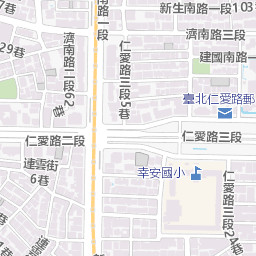 新生南路一段103巷
南路一段
29巷
濟南路三段
濟南路二段62巷
仁愛路三段5巷
建國南路一
臺北仁愛路郵
仁愛路二段
仁愛路三段
連雲街
6巷
幸安國小
仁愛路三段24巷